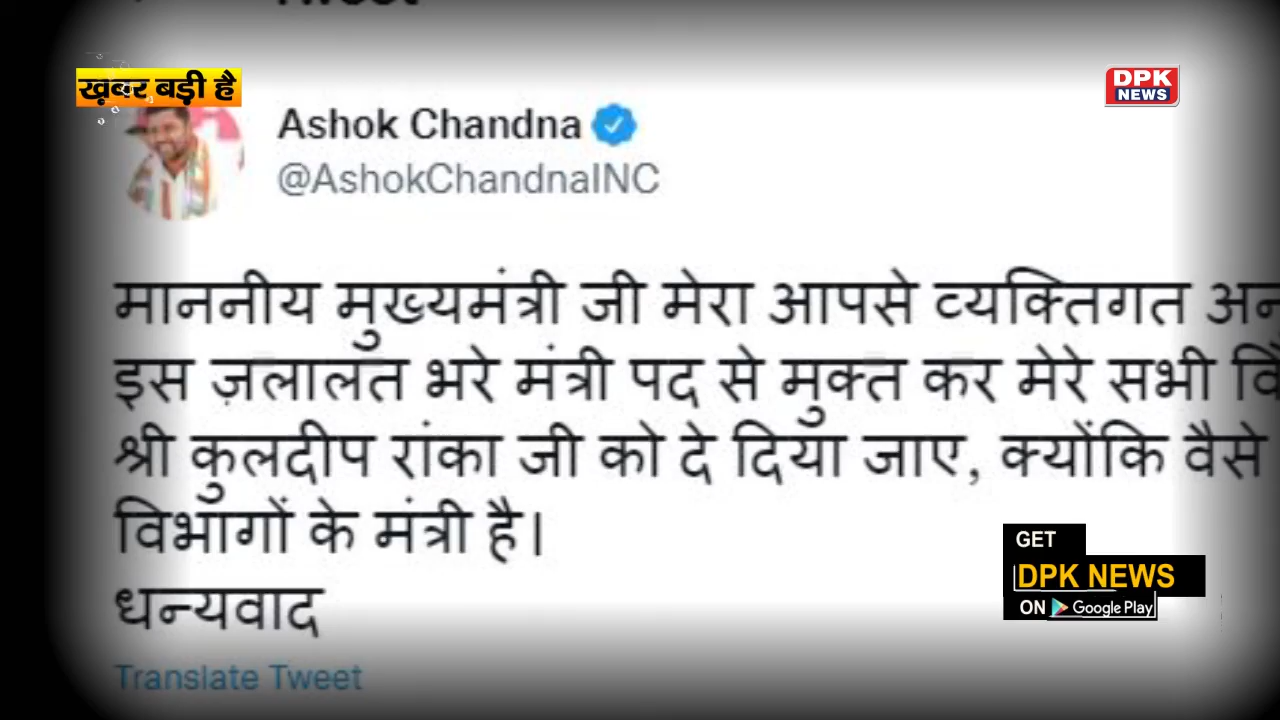 ख़बर बड़ी है
DPK
NEWS
Ashok Chandna
@AshokChandnaINC
माननीय मुख्यमंत्री जी मेरा आपसे व्यक्तिगत
इस ज़लालत भरे मंत्री पद से मुक्त कर मेरे सभी
श्री कुलदीप रांका जी को दे दिया जाए, क्योंकि वैसे
विभागों के मंत्री है।
धन्यवाद
Translate Tweet
GET
DPK NEWS
ON Google Play